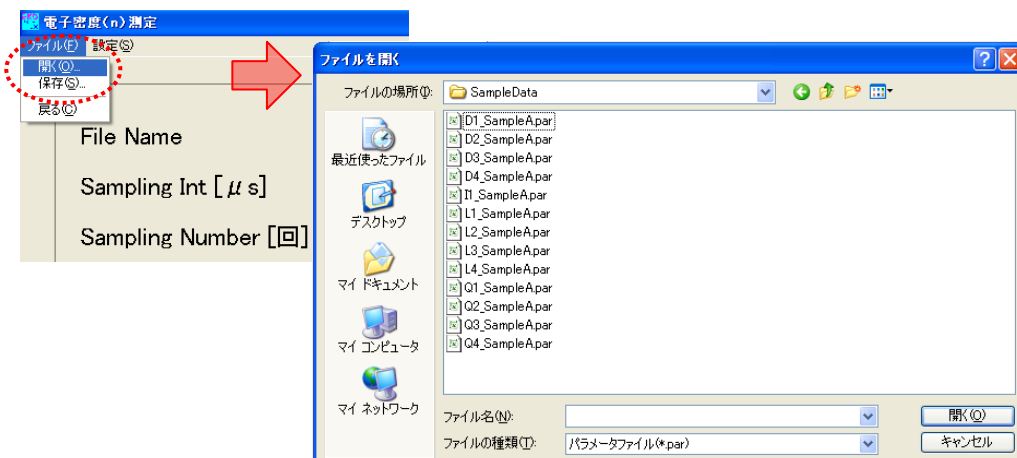 電子密度(n)測定
ファイル(F) 設定(S)
開く(O)...
保存(S)...
戻る(C)
File Name
Sampling Int [μs]
Sampling Number [回]
ファイルを開く
ファイルの場所(I):
SampleData
最近使ったファイル
デスクトップ
マイ ドキュメント
マイ コンピュータ
マイ ネットワーク
D1_SampleA.par
D2_SampleA.par
D3_SampleA.par
D4_SampleA.par
I1_SampleA.par
L1_SampleA.par
L2_SampleA.par
L3_SampleA.par
L4_SampleA.par
Q1_SampleA.par
Q2_SampleA.par
Q3_SampleA.par
Q4_SampleA.par
ファイル名(N):
開く(O)
ファイルの種類(T):
パラメータファイル(*.par)
キャンセル